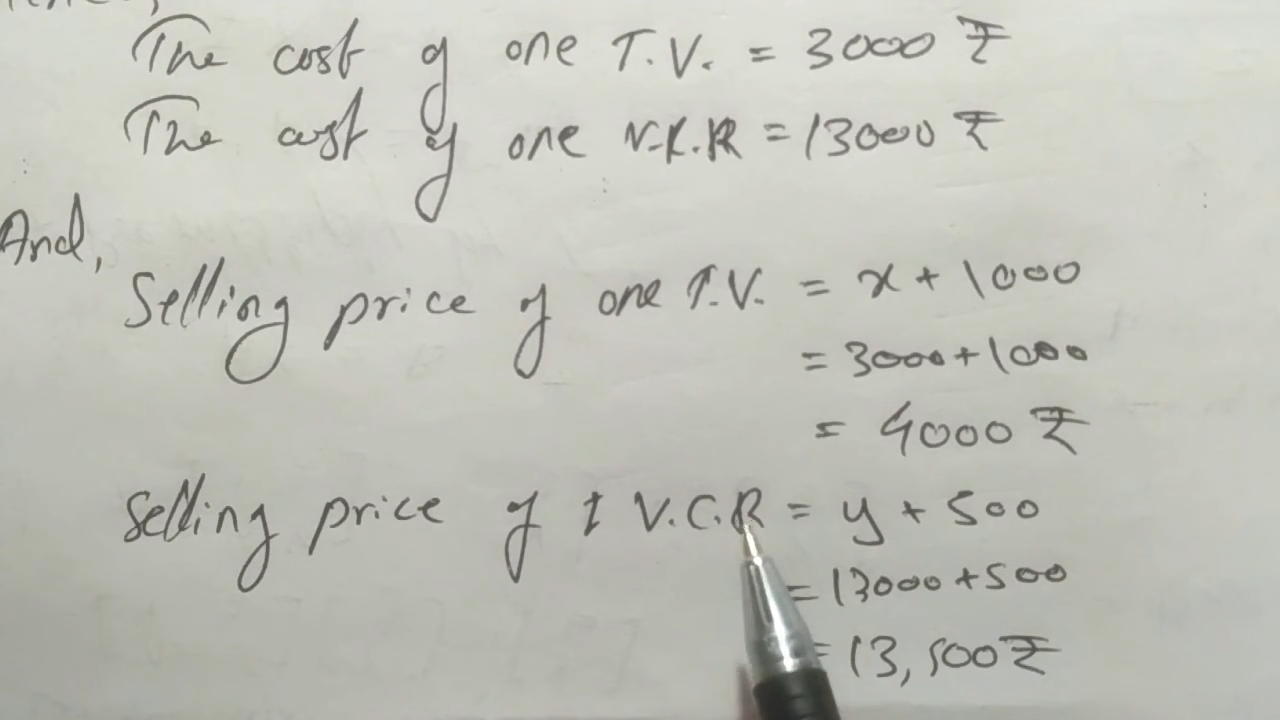 The cost of one T.V. = 3000 ₹
The cost of one V.C.R = 13000 ₹
And,
Selling price of one T.V. = x + 1000
= 3000 + 1000
= 4000 ₹
Selling price of 1 V.C.R = y + 500
= 13000 + 500
= 13,500 ₹